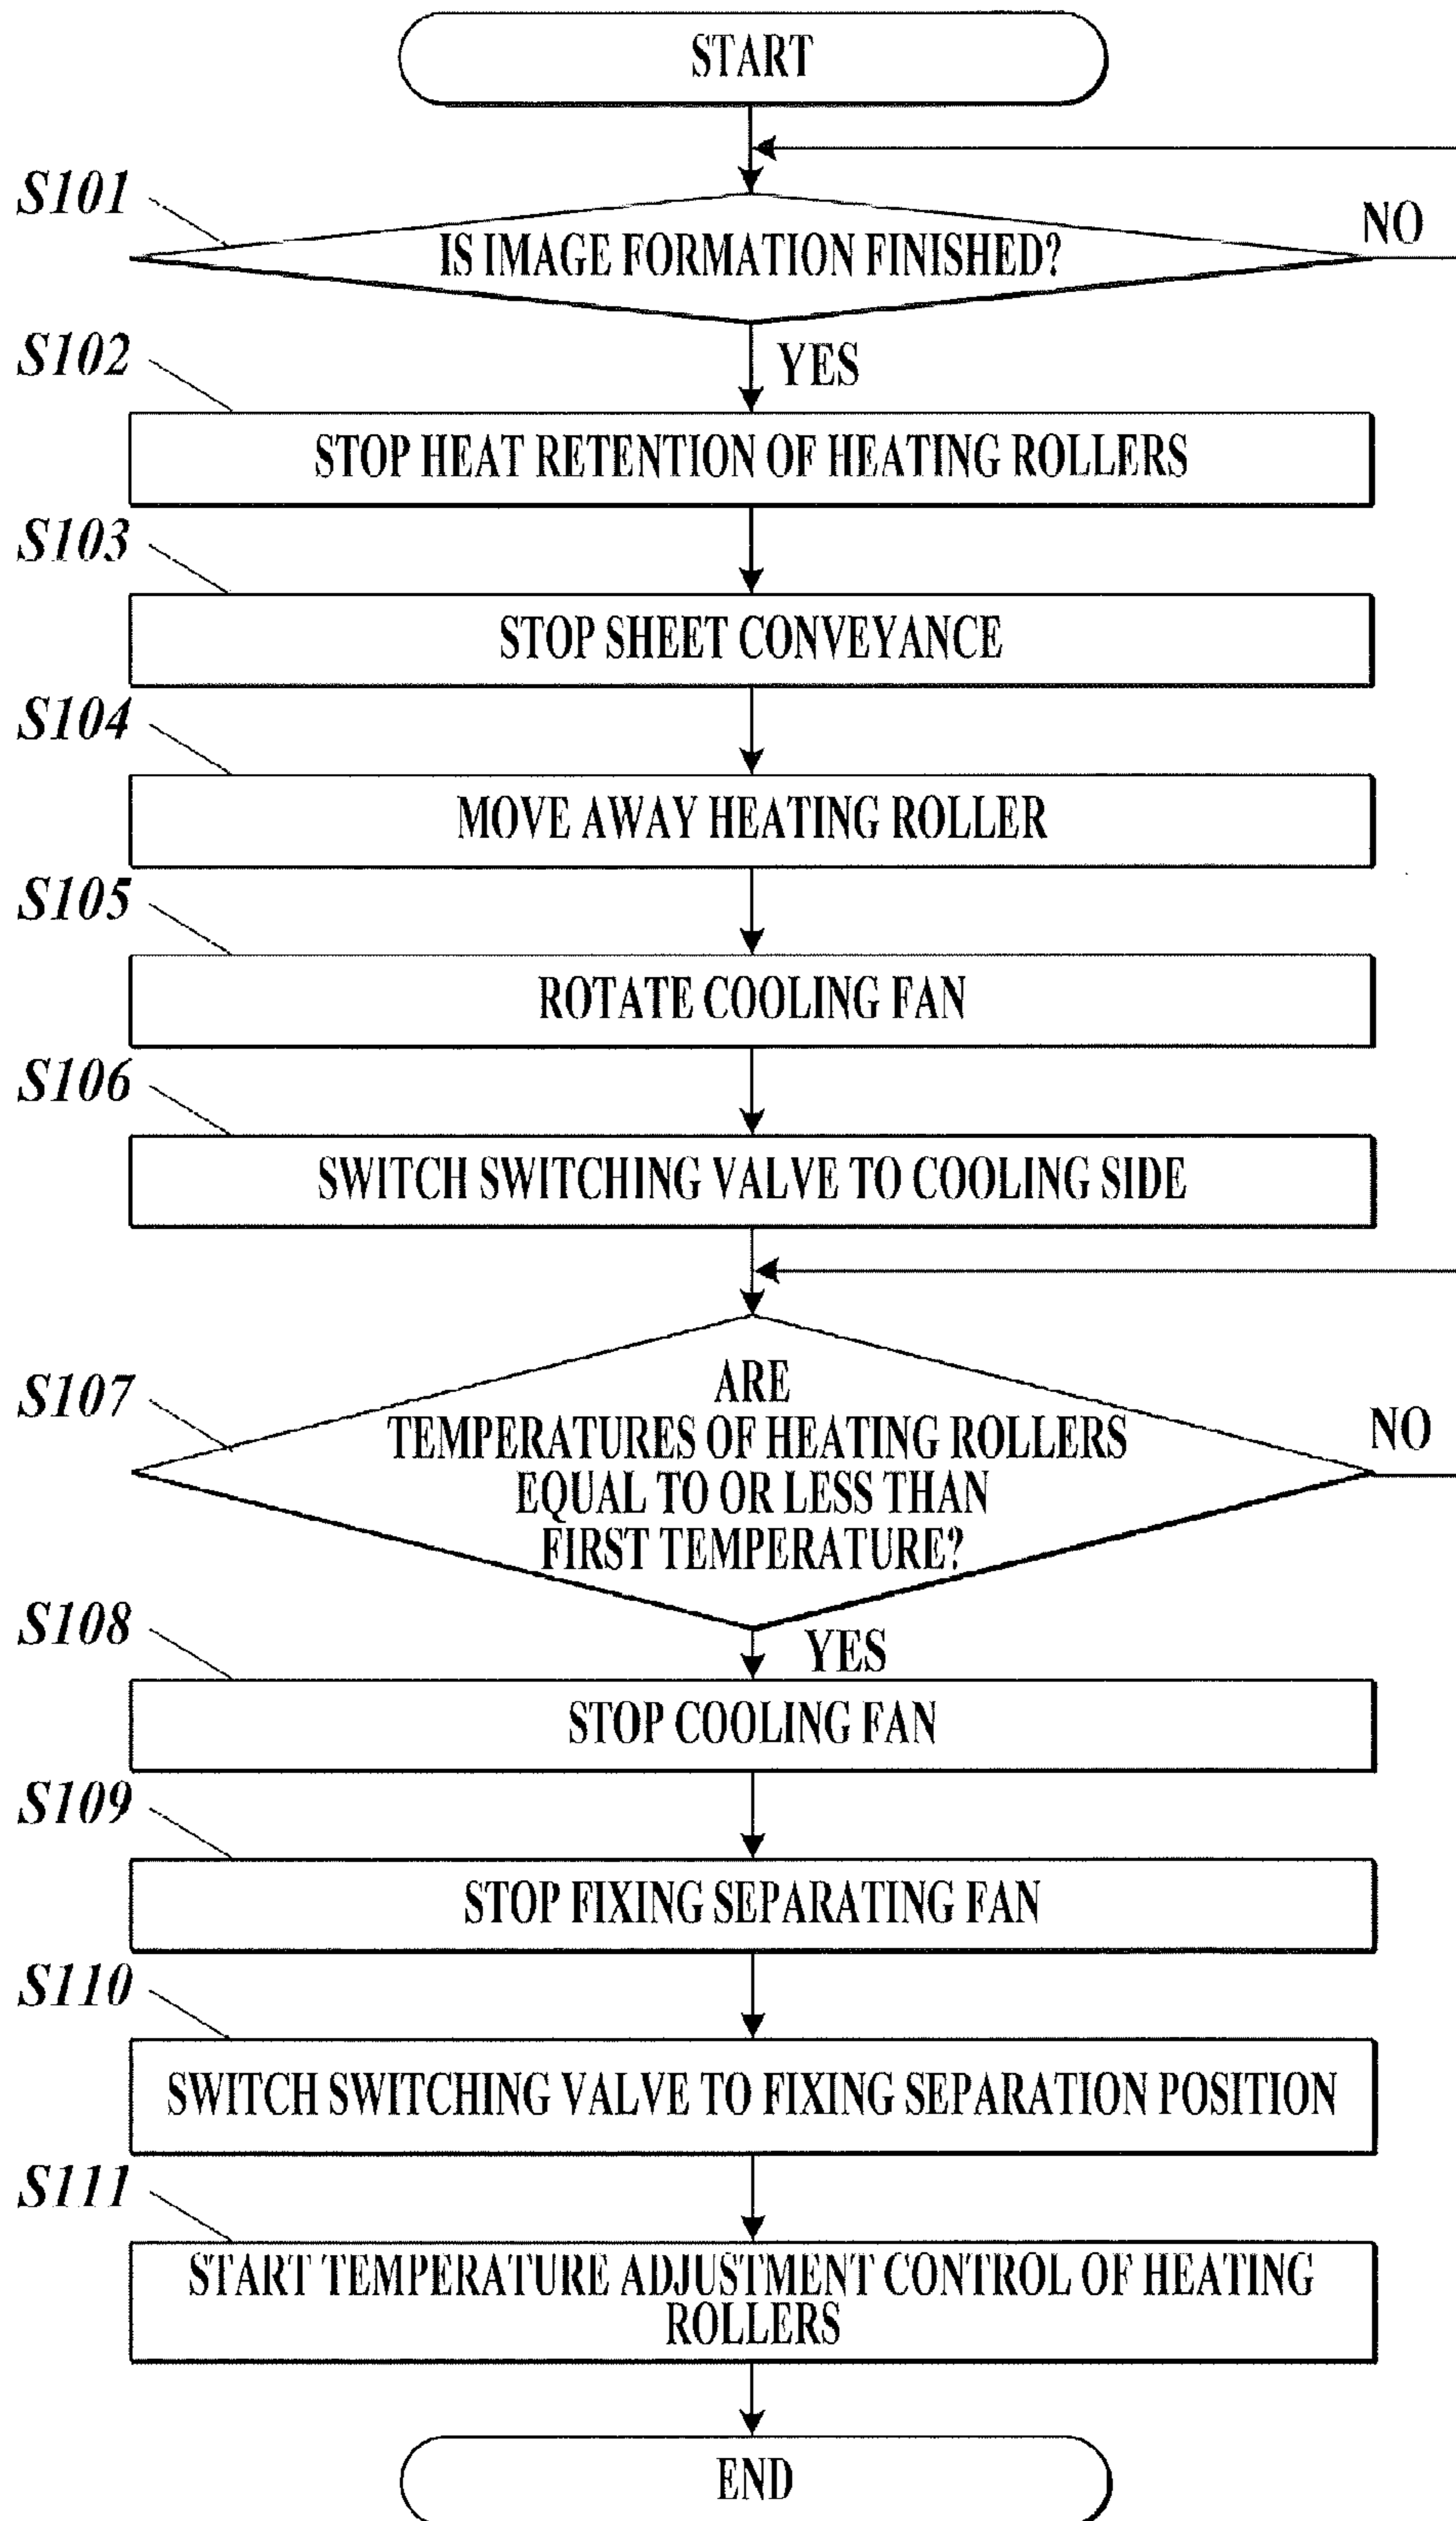 START
S101
IS IMAGE FORMATION FINISHED?
NO
S102
YES
STOP HEAT RETENTION OF HEATING ROLLERS
S103
STOP SHEET CONVEYANCE
S104
MOVE AWAY HEATING ROLLER
S105
ROTATE COOLING FAN
S106
SWITCH SWITCHING VALVE TO COOLING SIDE
S107
ARE
TEMPERATURES OF HEATING ROLLERS
EQUAL TO OR LESS THAN
FIRST TEMPERATURE?
NO
S108
YES
STOP COOLING FAN
S109
STOP FIXING SEPARATING FAN
S110
SWITCH SWITCHING VALVE TO FIXING SEPARATION POSITION
S111
START TEMPERATURE ADJUSTMENT CONTROL OF HEATING
ROLLERS
END